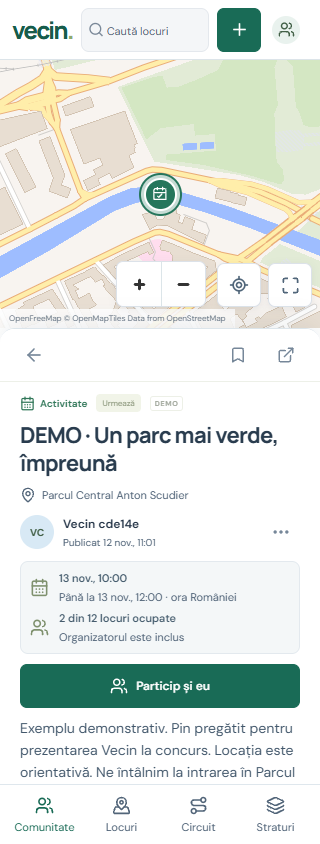 vecin.
Caută locuri
OpenFreeMap © OpenMapTiles Data from OpenStreetMap
Activitate
Urmează
DEMO
DEMO · Un parc mai verde,
împreună
Parcul Central Anton Scudier
VC
Vecin cde14e
Publicat 12 nov., 11:01
13 nov., 10:00
Până la 13 nov., 12:00 · ora României
2 din 12 locuri ocupate
Organizatorul este inclus
Particip și eu
Exemplu demonstrativ. Pin pregătit pentru
prezentarea Vecin la concurs. Locația este
orientativă. Ne întâlnim la intrarea în Parcul
Comunitate
Locuri
Circuit
Straturi